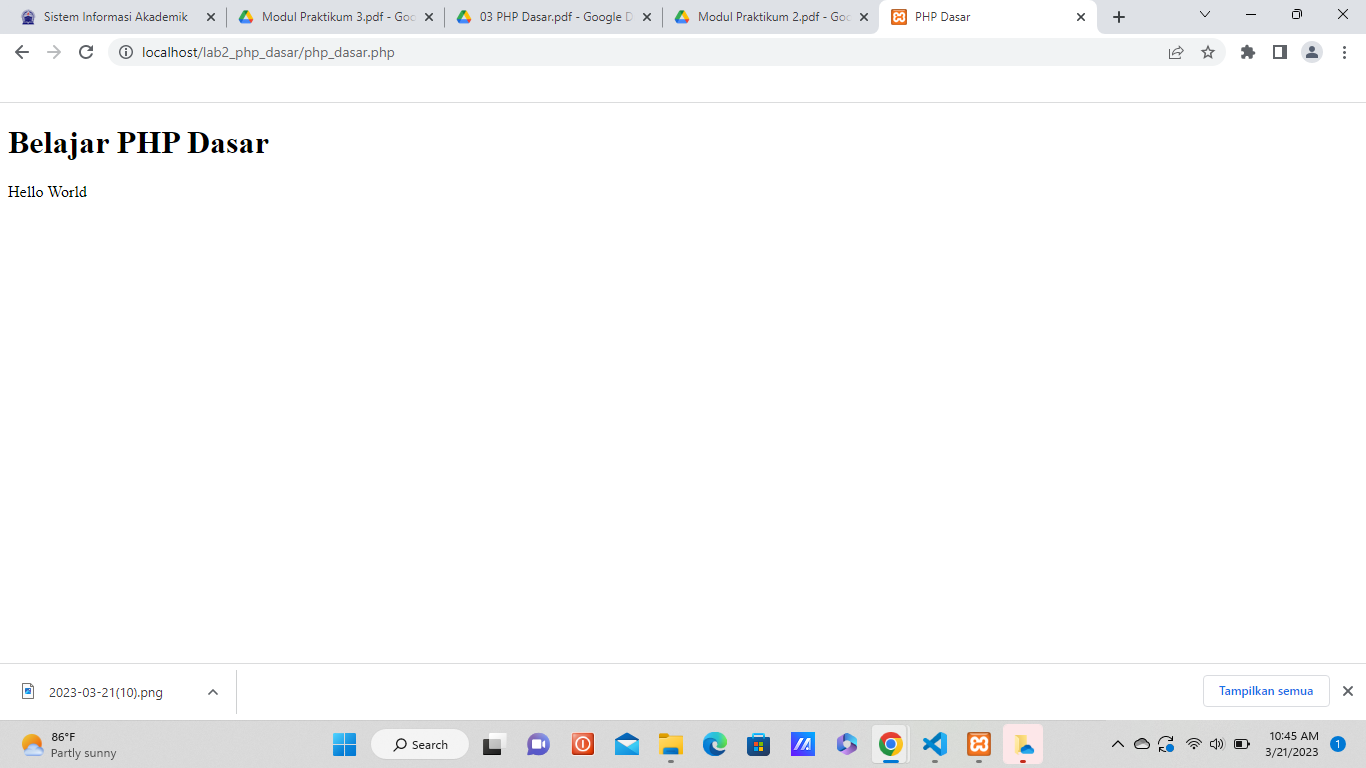 Sistem Informasi Akademik
Modul Praktikum 3.pdf - Goo
03 PHP Dasar.pdf - Google D
Modul Praktikum 2.pdf - Goo
PHP Dasar
localhost/lab2_php_dasar/php_dasar.php
Belajar PHP Dasar
Hello World
2023-03-21(10).png
Tampilkan semua
86°F
Partly sunny
Search
10:45 AM
3/21/2023
1